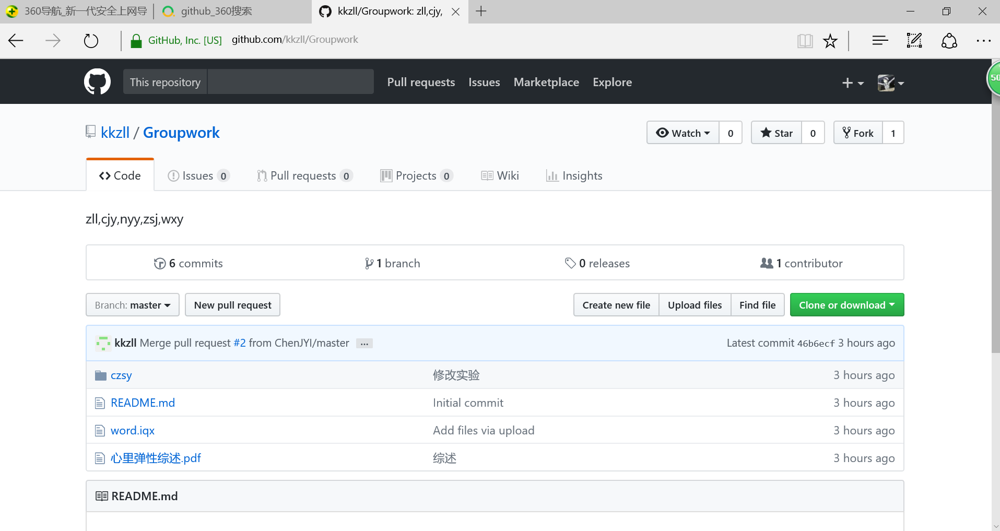 360导航_新一代安全上网导
github_360搜索
kkzll/Groupwork: zll,cjy,
GitHub, Inc. [US] github.com/kkzll/Groupwork
This repository
Pull requests Issues Marketplace Explore
50
kkzll / Groupwork
Watch 0 Star 0 Fork 1
Code Issues 0 Pull requests 0 Projects 0 Wiki Insights
zll,cjy,nyy,zsj,wxy
6 commits 1 branch 0 releases 1 contributor
Branch: master New pull request Create new file Upload files Find file Clone or download
kkzll Merge pull request #2 from ChenJYI/master ... Latest commit 46b6ecf 3 hours ago
czsy 修改实验 3 hours ago
README.md Initial commit 3 hours ago
word.iqx Add files via upload 3 hours ago
心里弹性综述.pdf 综述 3 hours ago
README.md